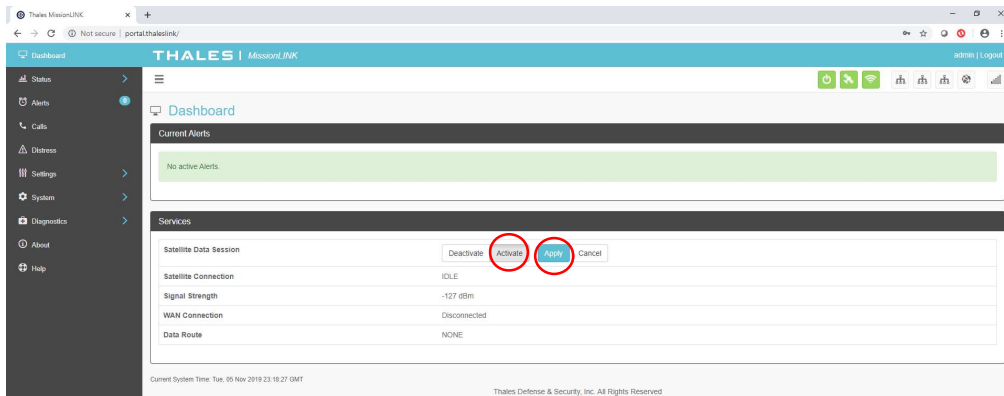 Thales MissionLINK
Not secure | portal.thaleslink/
Dashboard
THALES | MissionLINK
admin | Logout
Status
Alerts
0
Calls
Distress
Settings
System
Diagnostics
About
Help
Dashboard
Current Alerts
No active Alerts.
Services
Satellite Data Session
Deactivate Activate Apply Cancel
Satellite Connection IDLE
Signal Strength -127 dBm
WAN Connection Disconnected
Data Route NONE
Current System Time: Tue, 05 Nov 2019 23:18:27 GMT
Thales Defense & Security, Inc. All Rights Reserved